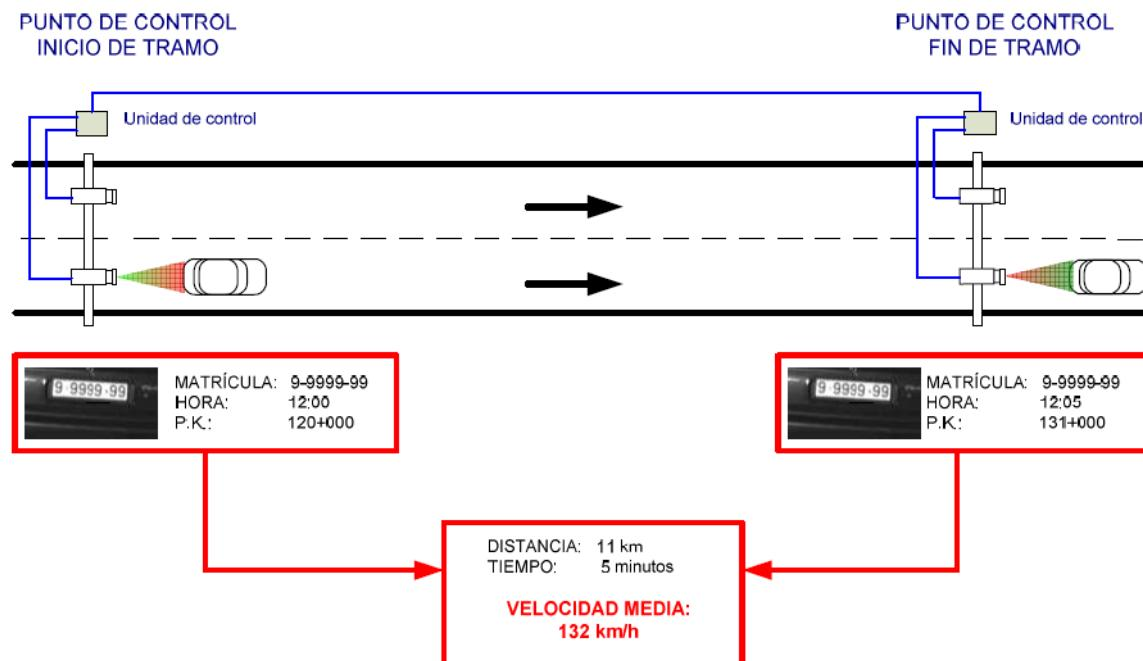 PUNTO DE CONTROL
INICIO DE TRAMO
PUNTO DE CONTROL
FIN DE TRAMO
Unidad de control
Unidad de control
9-9999-99
MATRÍCULA: 9-9999-99
HORA: 12:00
P.K.: 120+000
9-9999-99
MATRÍCULA: 9-9999-99
HORA: 12:05
P.K.: 131+000
DISTANCIA: 11 km
TIEMPO: 5 minutos
VELOCIDAD MEDIA:
132 km/h